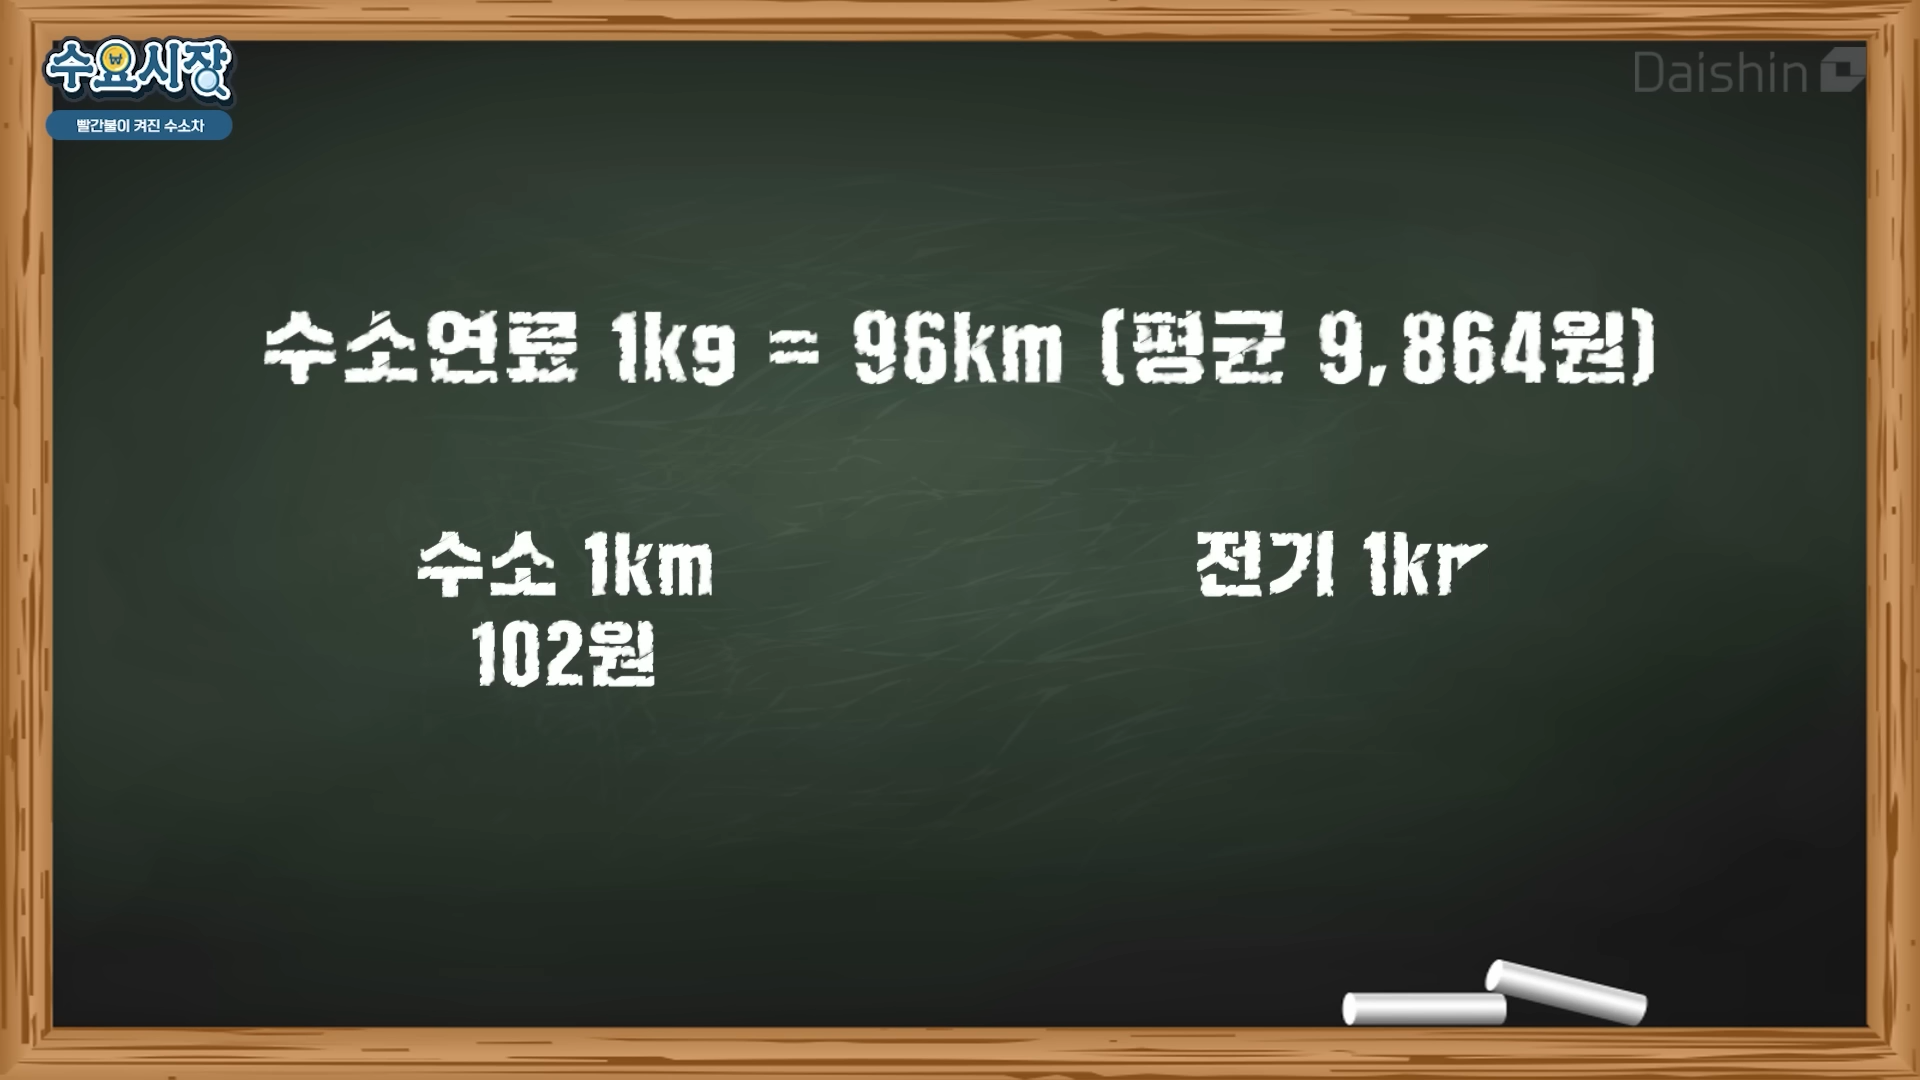 수요시장
빨간불이 켜진 수소차
Daishin
수소연료 1kg = 96km (평균 9,864원)
수소 1km
102원
전기